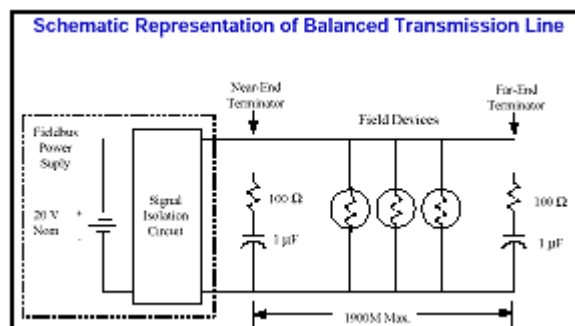 Schematic Representation of Balanced Transmission Line
Near-End
Terminator
Far-End
Terminator
Field Devices
Fieldbus
Power
Suply
Signal
Isolation
Circuit
20 V
Nom
+
-
100 Ω
1 µF
100 Ω
1 µF
1900M Max.